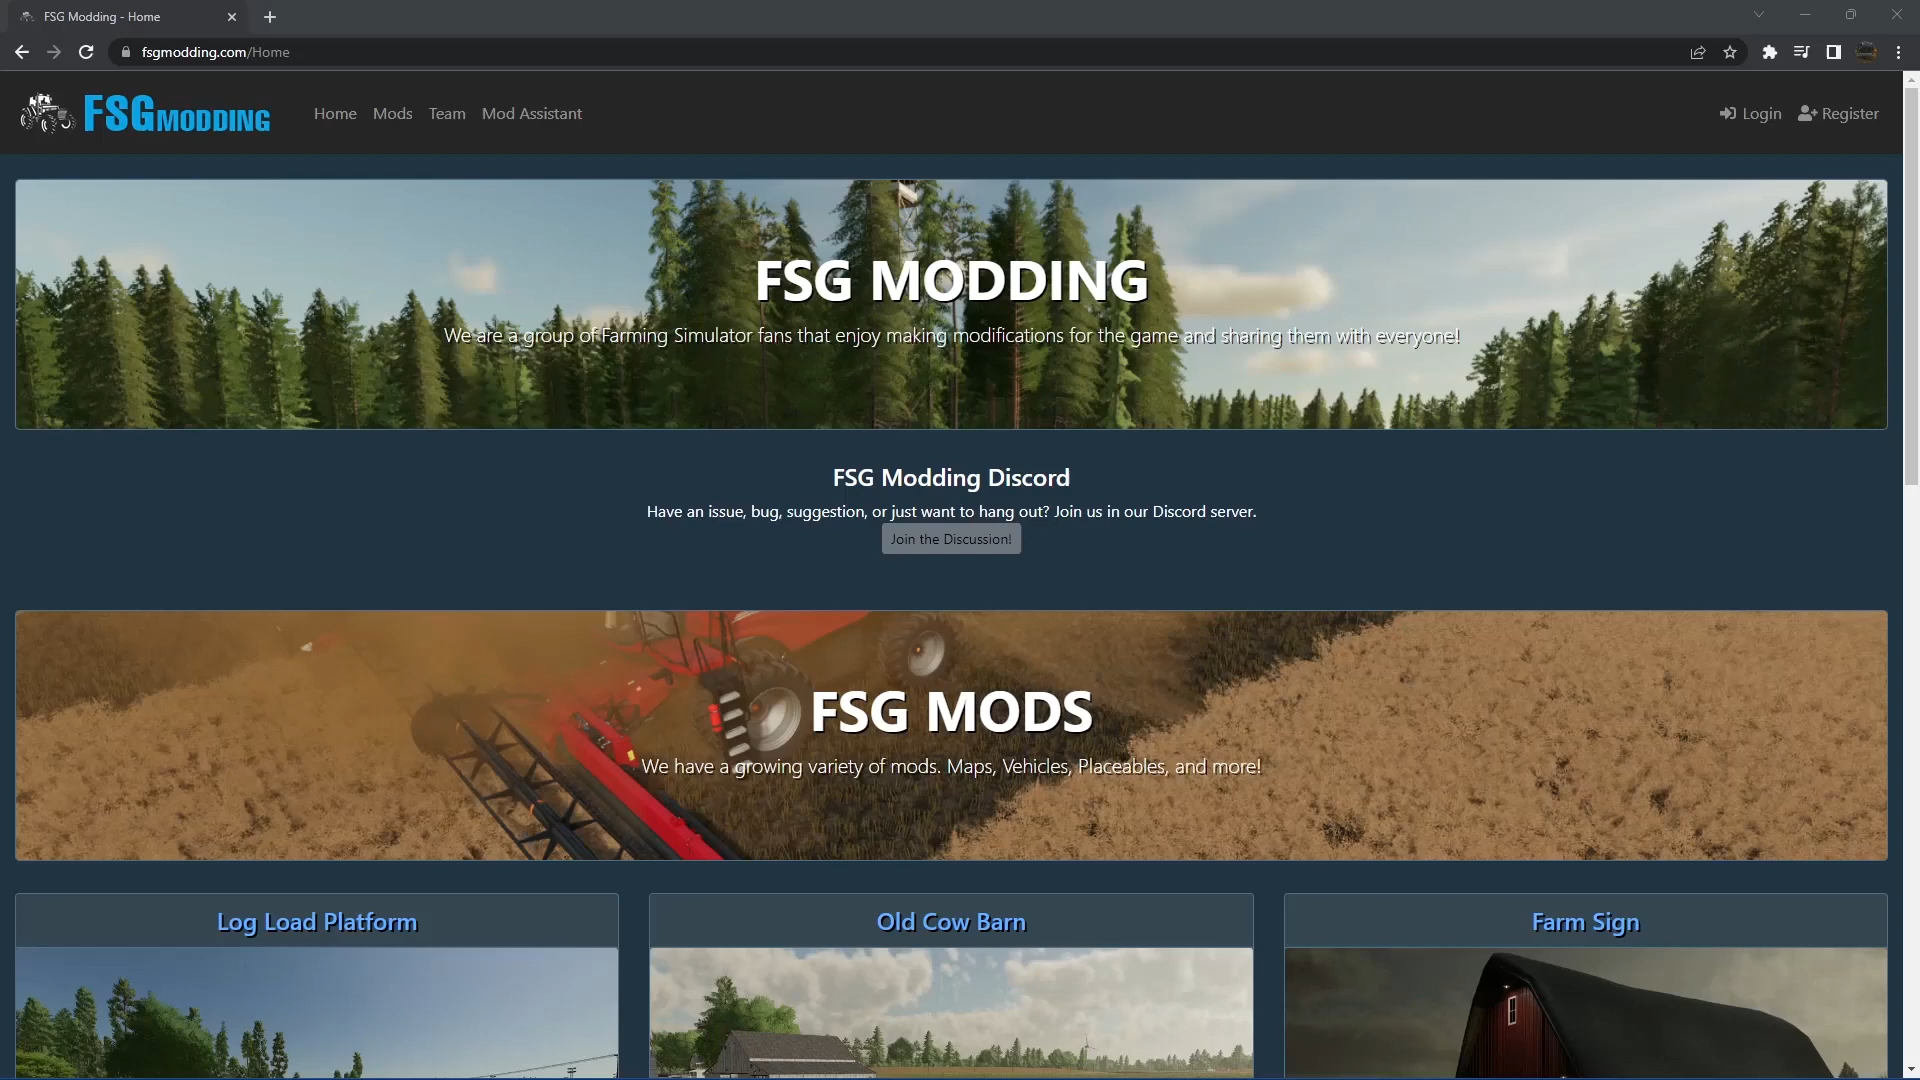 FSG Modding - Home
fsgmodding.com/Home
FSGMODDING
Home
Mods
Team
Mod Assistant
Login
Register
FSG MODDING
We are a group of Farming Simulator fans that enjoy making modifications for the game and sharing them with everyone!
FSG Modding Discord
Have an issue, bug, suggestion, or just want to hang out? Join us in our Discord server.
Join the Discussion!
FSG MODS
We have a growing variety of mods. Maps, Vehicles, Placeables, and more!
Log Load Platform
Old Cow Barn
Farm Sign